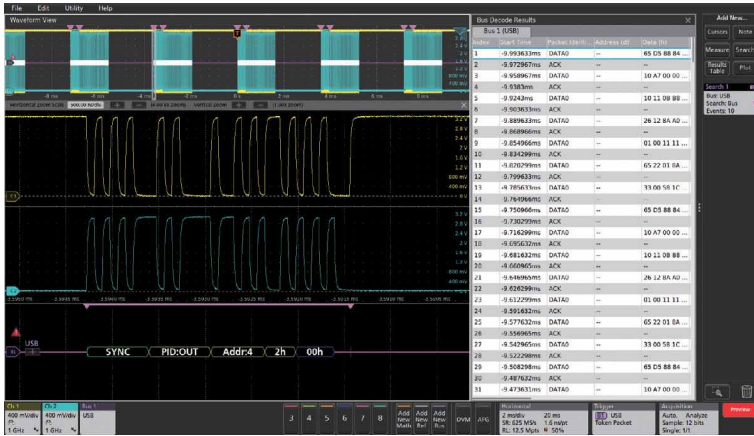 File Edit Utility Help
Waveform View
Bus Decode Results
Add New...
Bus 1 (USB)
Cursors Note
Index Start Time Data (h)
Measure Search
Results Table Plot
1 -9.993633ms DATA0 -- 65 D5 88 84 ...
2 -9.972967ms ACK -- --
3 -9.958967ms DATA0 -- 10 A7 00 00 ...
4 -9.9383ms ACK -- --
5 -9.9243ms DATA0 -- 10 11 08 88 ...
6 -9.903633ms ACK -- --
7 -9.889633ms DATA0 -- 26 12 8A AD ...
8 -9.868966ms ACK -- --
9 -9.854966ms DATA0 -- 01 00 11 11 ...
10 -9.834299ms ACK -- --
11 -9.820299ms DATA0 -- 65 22 01 8A ...
12 -9.799633ms ACK -- --
13 -9.785633ms DATA0 -- 33 00 58 1C ...
14 -9.764966ms ACK -- --
15 -9.750966ms DATA0 -- 65 D5 88 84 ...
16 -9.730299ms ACK -- --
17 -9.716299ms DATA0 -- 10 A7 00 00 ...
18 -9.695632ms ACK -- --
19 -9.681632ms DATA0 -- 10 11 08 88 ...
20 -9.660965ms ACK -- --
21 -9.646965ms DATA0 -- 26 12 8A AD ...
22 -9.626299ms ACK -- --
23 -9.612299ms DATA0 -- 01 00 11 11 ...
24 -9.591632ms ACK -- --
25 -9.577632ms DATA0 -- 65 22 01 8A ...
26 -9.556965ms ACK -- --
27 -9.542965ms DATA0 -- 33 00 58 1C ...
28 -9.522298ms ACK -- --
29 -9.508298ms DATA0 -- 65 D5 88 84 ...
30 -9.487632ms ACK -- --
31 -9.473631ms DATA0 -- 10 A7 00 00 ...
Search 1
Bus: USB
Search: Bus
Events: 10
USB
SYNC PID:OUT Addr:4 2h 00h
Ch 1
400 mV/div
1 GHz
Ch 2
400 mV/div
1 GHz
Bus 1
USB
3 4 5 6 7 8
Add New Math
Add New Ref
Add New Bus
DVM AFG
Horizontal
2 ms/div 20 ms
SR: 625 MS/s 1.6 ns/pt
RL: 12.5 Mpts 50%
Trigger
USB
Token Packet
Acquisition
Auto, Analyze
Sample: 12 bits
Single: 1/1
Preview